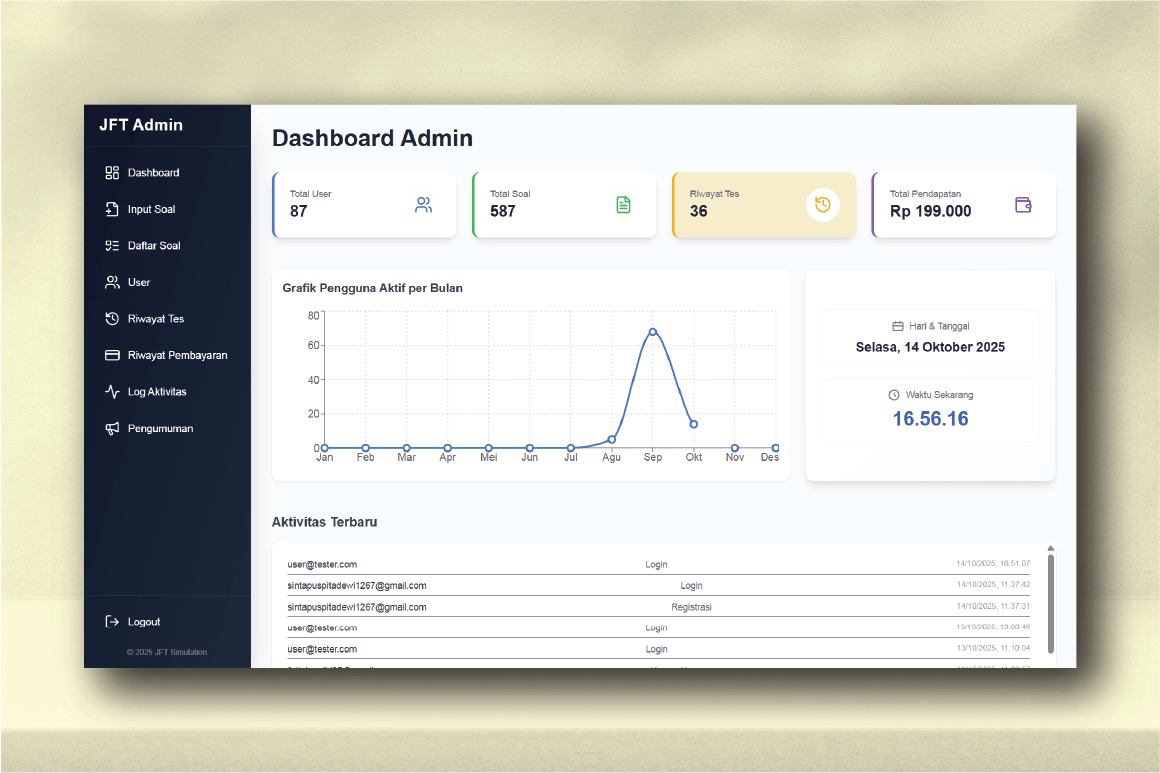 JFT Admin
Dashboard
Input Soal
Daftar Soal
User
Riwayat Tes
Riwayat Pembayaran
Log Aktivitas
Pengumuman
Logout
© 2025 JFT Simulation
Dashboard Admin
Total User
87
Total Soal
587
Riwayat Tes
36
Total Pendapatan
Rp 199.000
Grafik Pengguna Aktif per Bulan
80
60
40
20
0
Jan Feb Mar Apr Mei Jun Jul Agu Sep Okt Nov Des
Hari & Tanggal
Selasa, 14 Oktober 2025
Waktu Sekarang
16.56.16
Aktivitas Terbaru
user@tester.com Login 14/10/2025, 16.51.07
sintapuspitadewi1267@gmail.com Login 14/10/2025, 11.37.42
sintapuspitadewi1267@gmail.com Registrasi 14/10/2025, 11.37.31
user@tester.com Login 13/10/2025, 13.00.46
user@tester.com Login 13/10/2025, 11.10.04